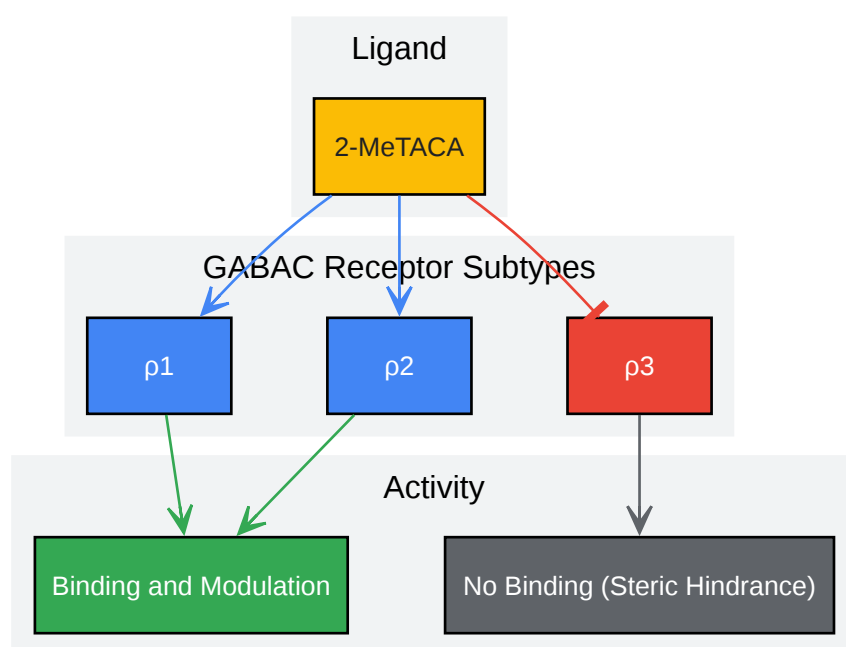 Ligand
2-MeTACA
GABAC Receptor Subtypes
ρ1
ρ2
ρ3
Activity
Binding and Modulation
No Binding (Steric Hindrance)